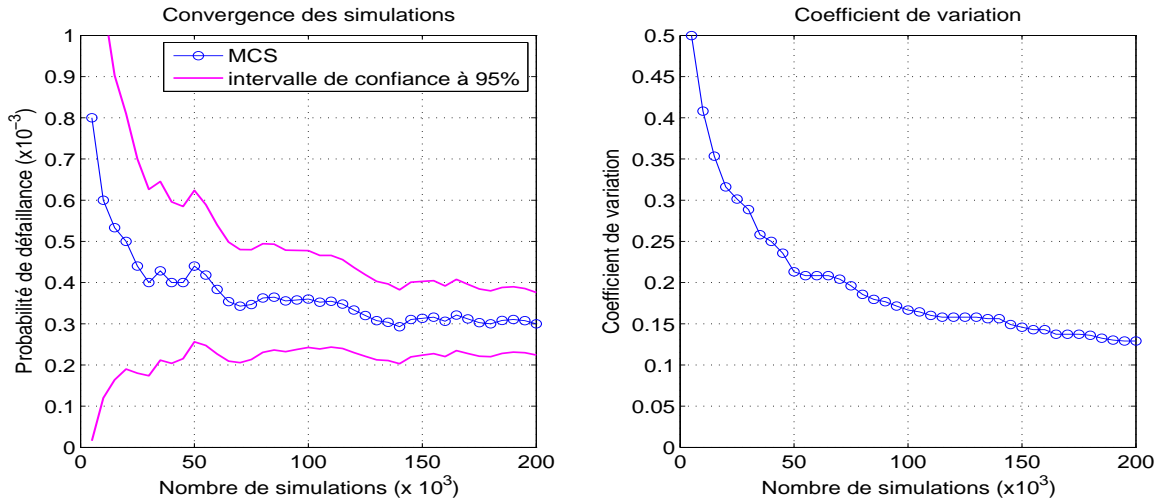 Convergence des simulations
1
0.9
0.8
0.7
0.6
0.5
0.4
0.3
0.2
0.1
0
Probabilité de défaillance (x10⁻³)
MCS
intervalle de confiance à 95%
0 50 100 150 200
Nombre de simulations (x 10³)
Coefficient de variation
0.5
0.45
0.4
0.35
0.3
0.25
0.2
0.15
0.1
0.05
0
Coefficient de variation
0 50 100 150 200
Nombre de simulations (x 10³)